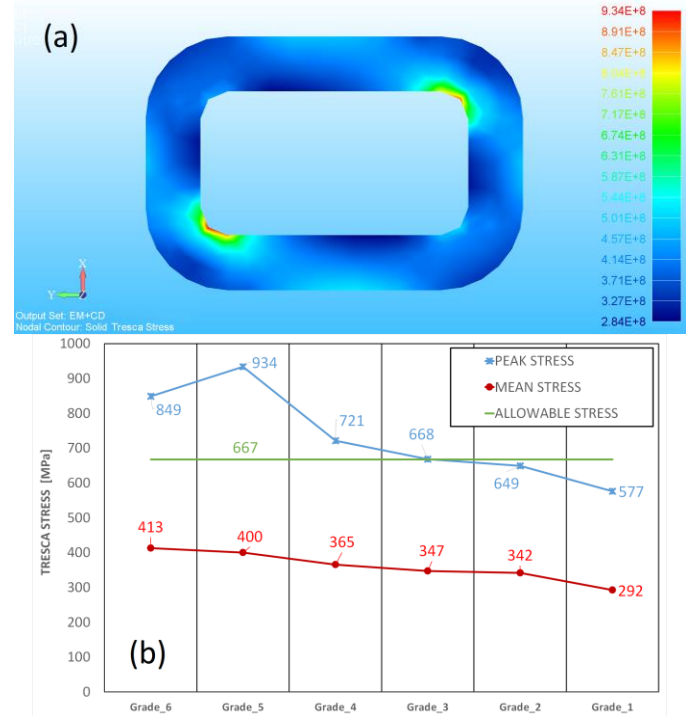 (a)
9.34E+8
8.91E+8
8.47E+8
8.04E+8
7.61E+8
7.17E+8
6.74E+8
6.31E+8
5.87E+8
5.44E+8
5.01E+8
4.57E+8
4.14E+8
3.71E+8
3.27E+8
2.84E+8
X
Y
Output Set: EM+CD
Nodal Contour: Solid Tresca Stress
1000
900
800
700
600
500
400
300
200
100
0
TRESCA STRESS [MPa]
PEAK STRESS
MEAN STRESS
ALLOWABLE STRESS
849
934
721
668
649
577
667
413
400
365
347
342
292
(b)
Grade_6
Grade_5
Grade_4
Grade_3
Grade_2
Grade_1